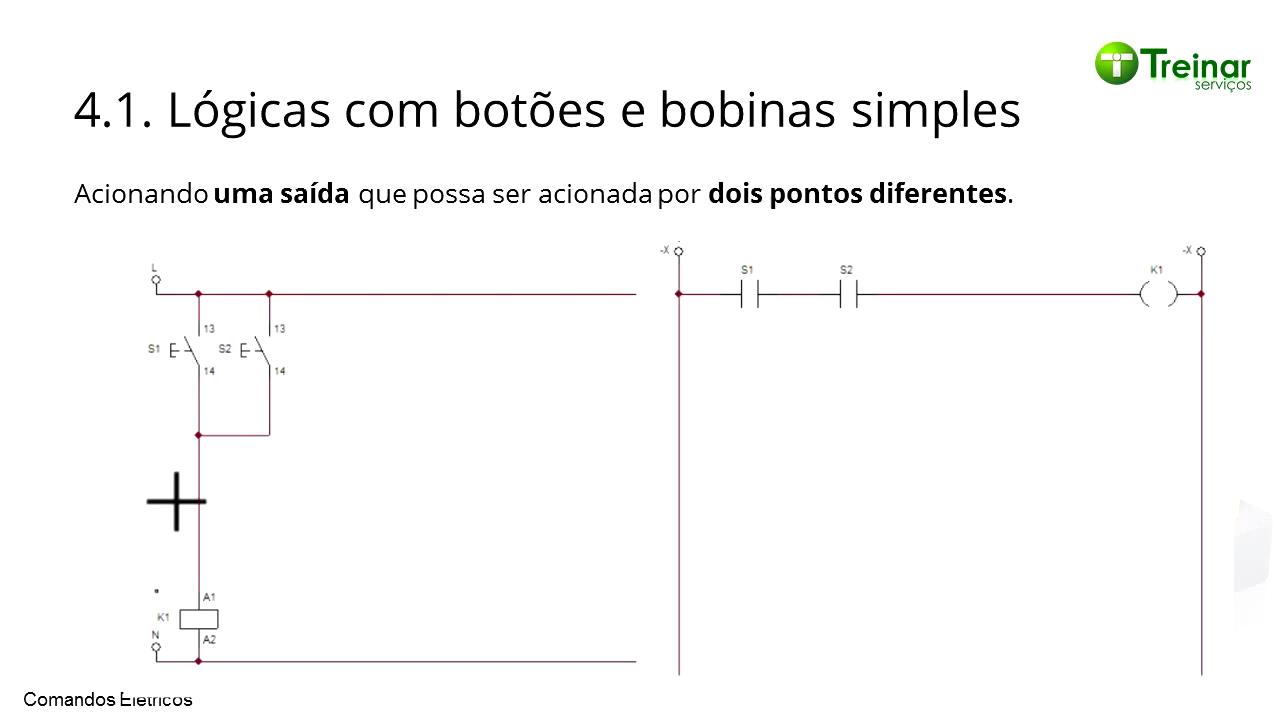 Treinar
serviços
4.1. Lógicas com botões e bobinas simples
Acionando uma saída que possa ser acionada por dois pontos diferentes.
-X
-X
L
S1
S2
K1
13
13
S1
S2
14
14
A1
K1
N
A2
Comandos Elétricos